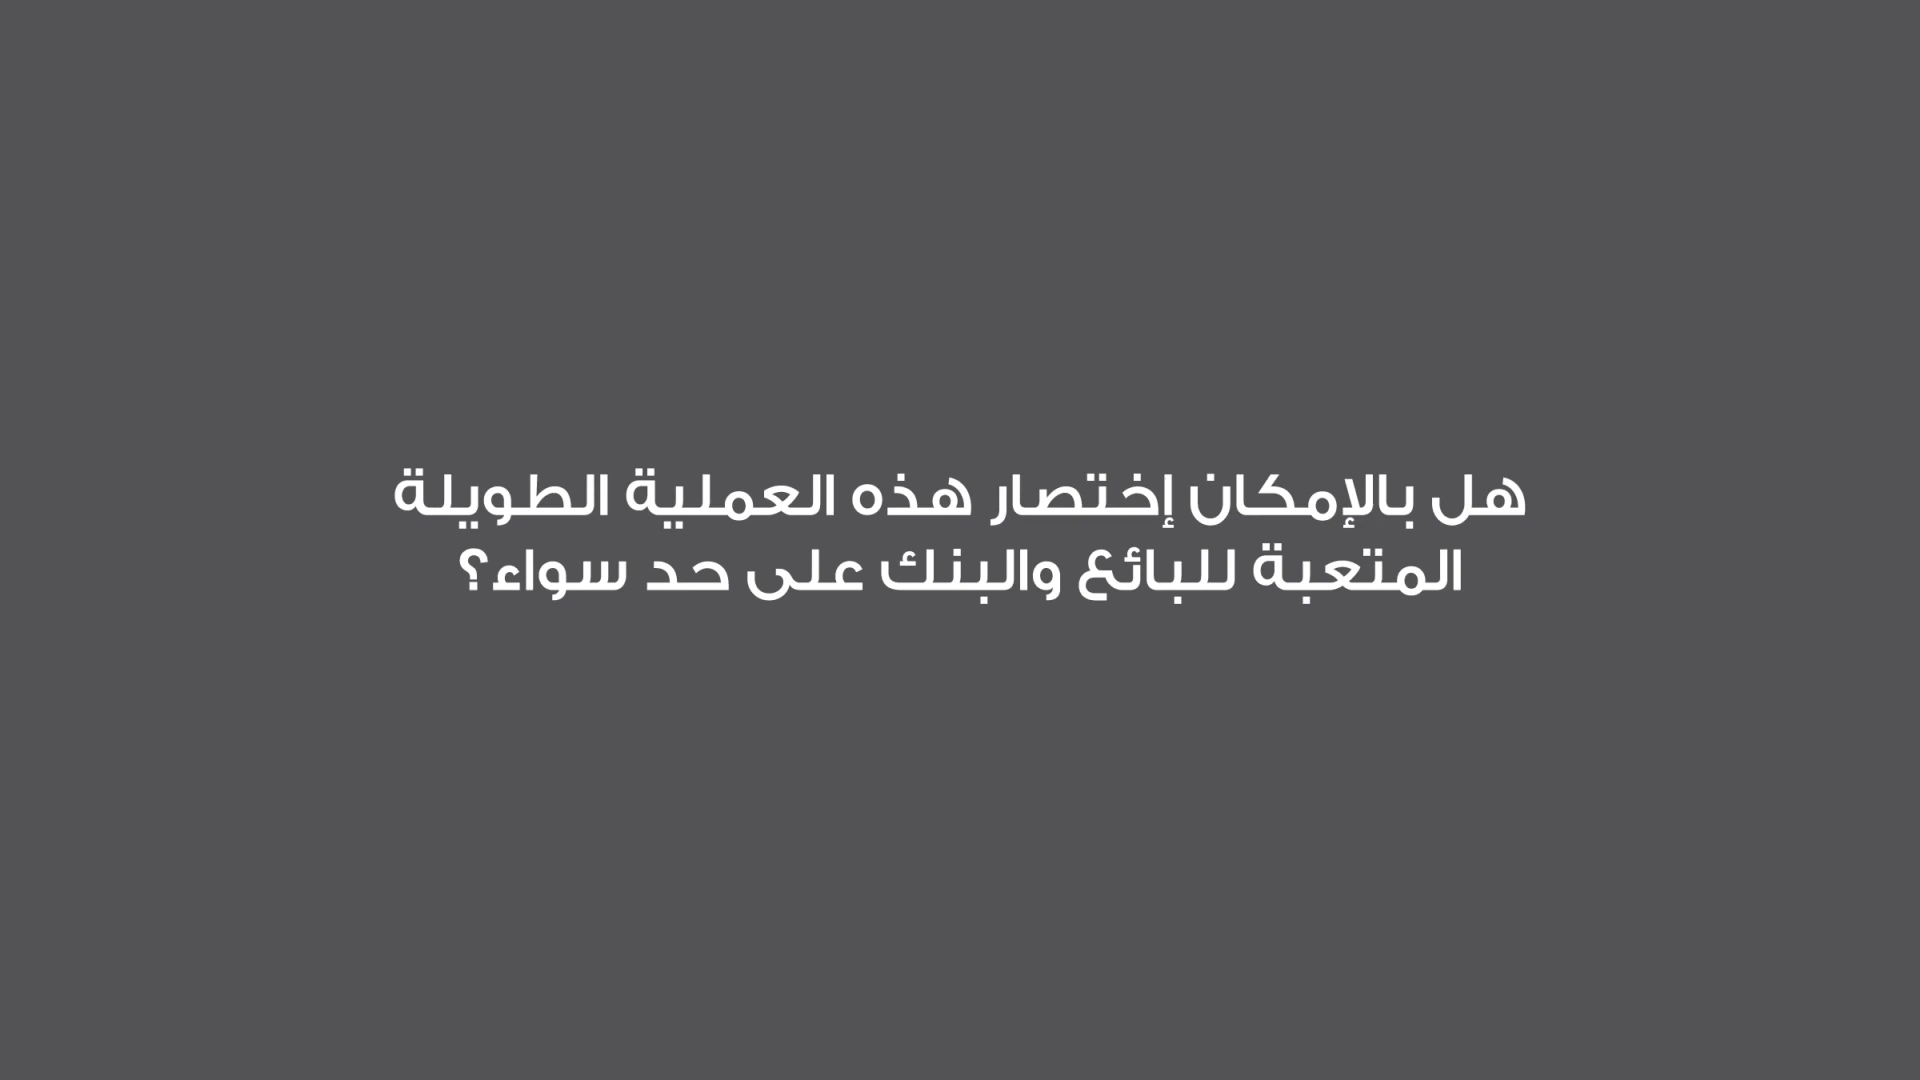 هل بالإمكان إختصار هذه العملية الطويلة
المتعبة للبائع والبنك على حد سواء؟